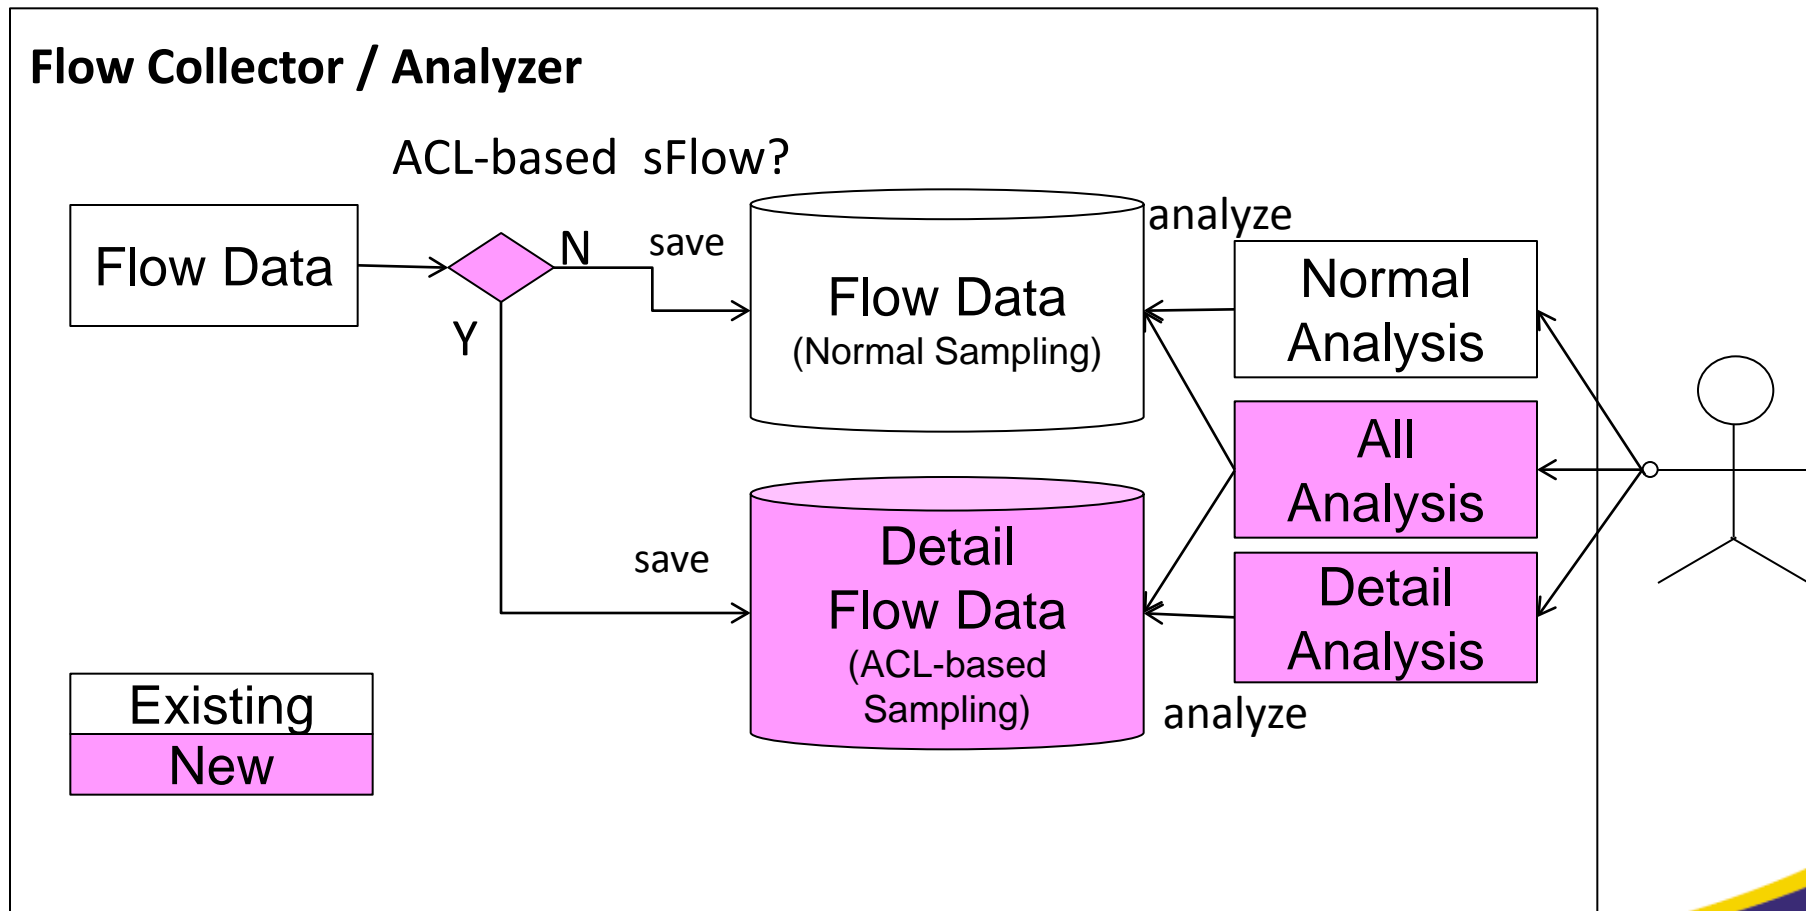 Flow Collector / Analyzer
ACL-based sFlow?
Flow Data
N
Y
save
Flow Data
(Normal Sampling)
analyze
Normal
Analysis
All
Analysis
save
Detail
Flow Data
(ACL-based
Sampling)
Detail
Analysis
analyze
Existing
New